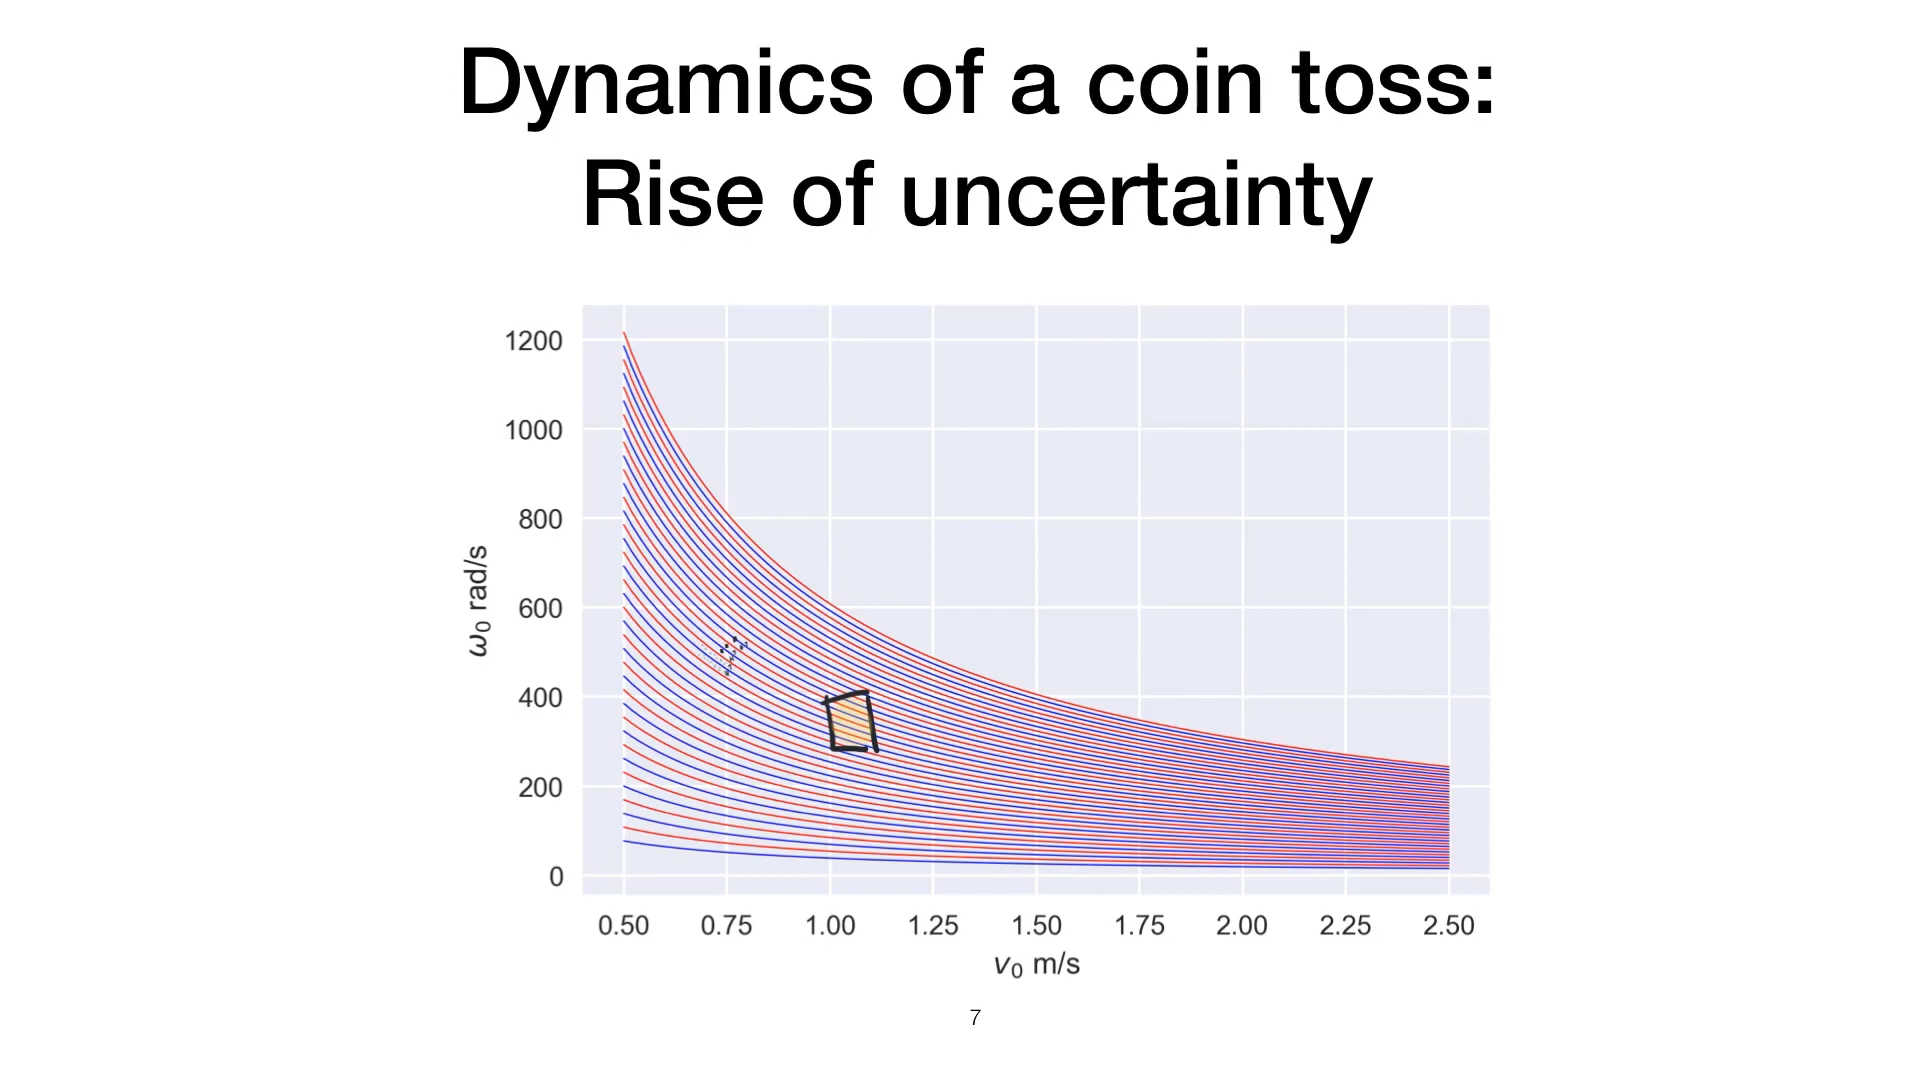 Dynamics of a coin toss:
Rise of uncertainty
1200
1000
800
600
400
200
0
ω₀ rad/s
0.50 0.75 1.00 1.25 1.50 1.75 2.00 2.25 2.50
v₀ m/s
7